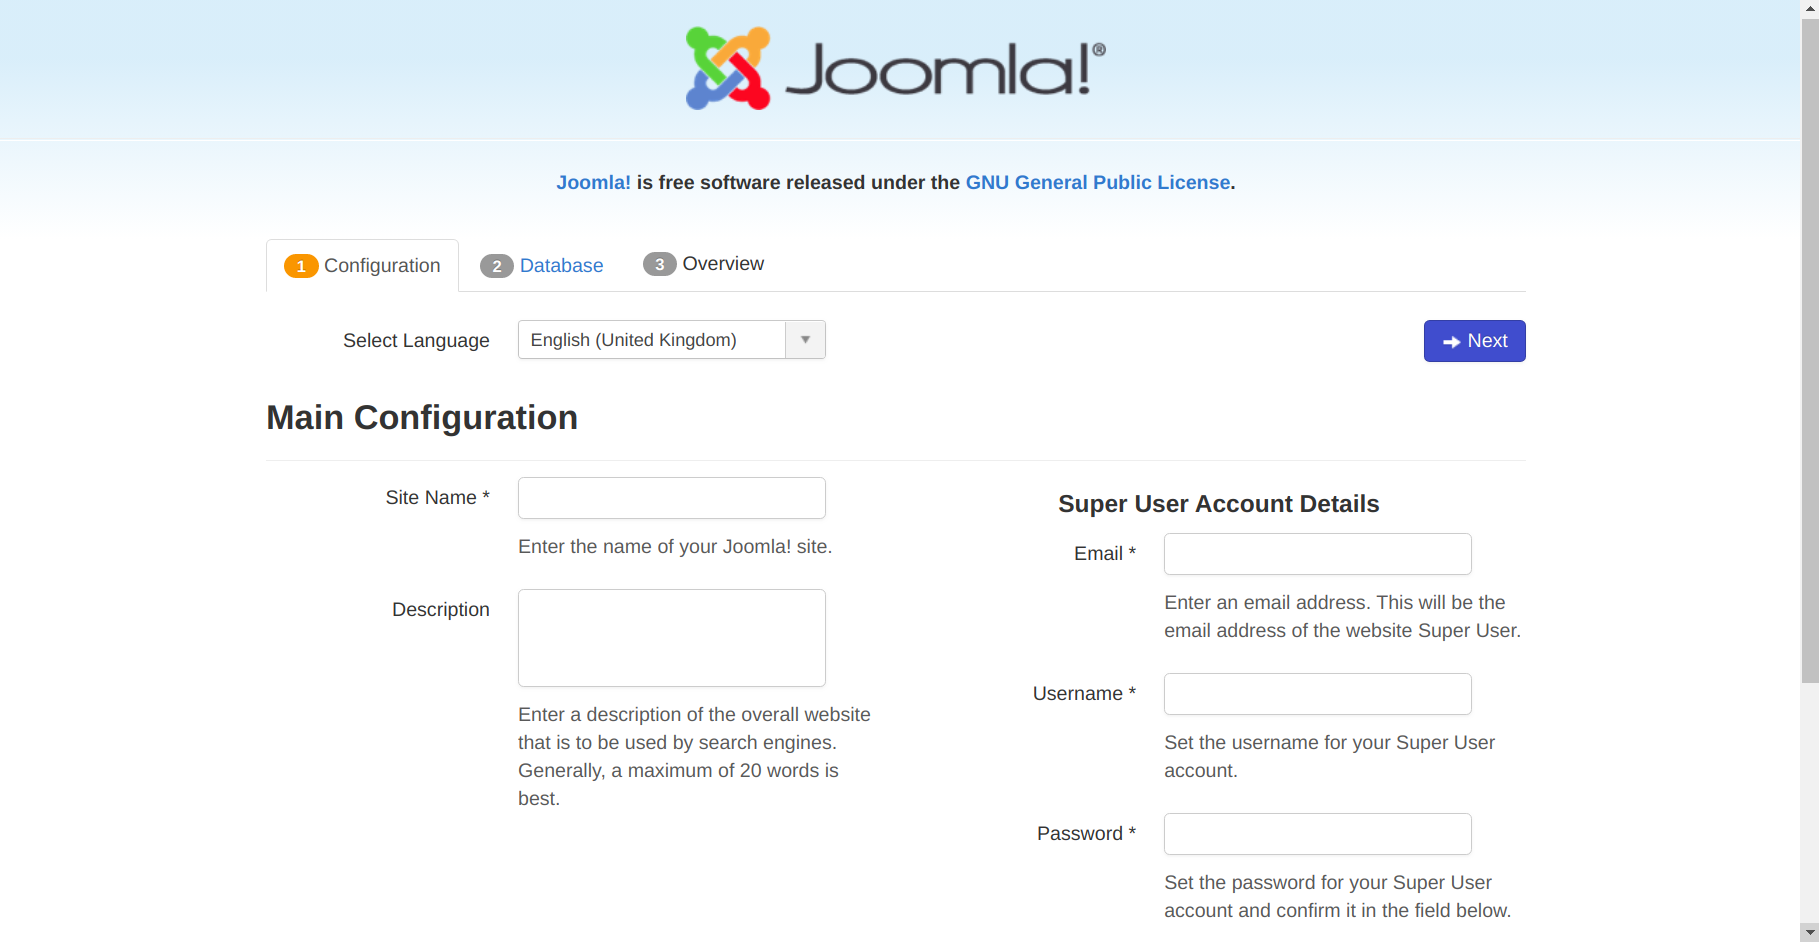 Joomla!®
Joomla! is free software released under the GNU General Public License.
1 Configuration
2 Database
3 Overview
Select Language
English (United Kingdom)
Next
Main Configuration
Site Name *
Enter the name of your Joomla! site.
Description
Enter a description of the overall website
that is to be used by search engines.
Generally, a maximum of 20 words is
best.
Super User Account Details
Email *
Enter an email address. This will be the
email address of the website Super User.
Username *
Set the username for your Super User
account.
Password *
Set the password for your Super User
account and confirm it in the field below.